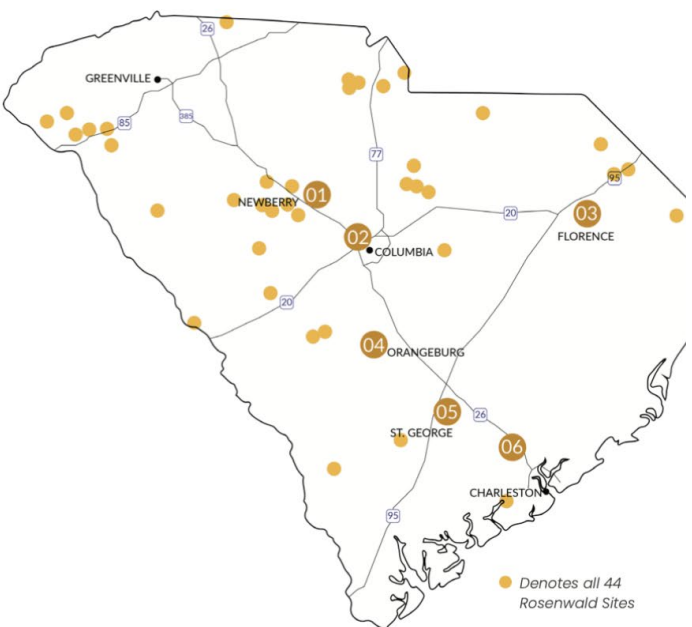 26
GREENVILLE
85
385
77
95
NEWBERRY
01
20
03
FLORENCE
02
COLUMBIA
20
04
ORANGEBURG
05
26
ST. GEORGE
06
CHARLESTON
95
Denotes all 44
Rosenwald Sites